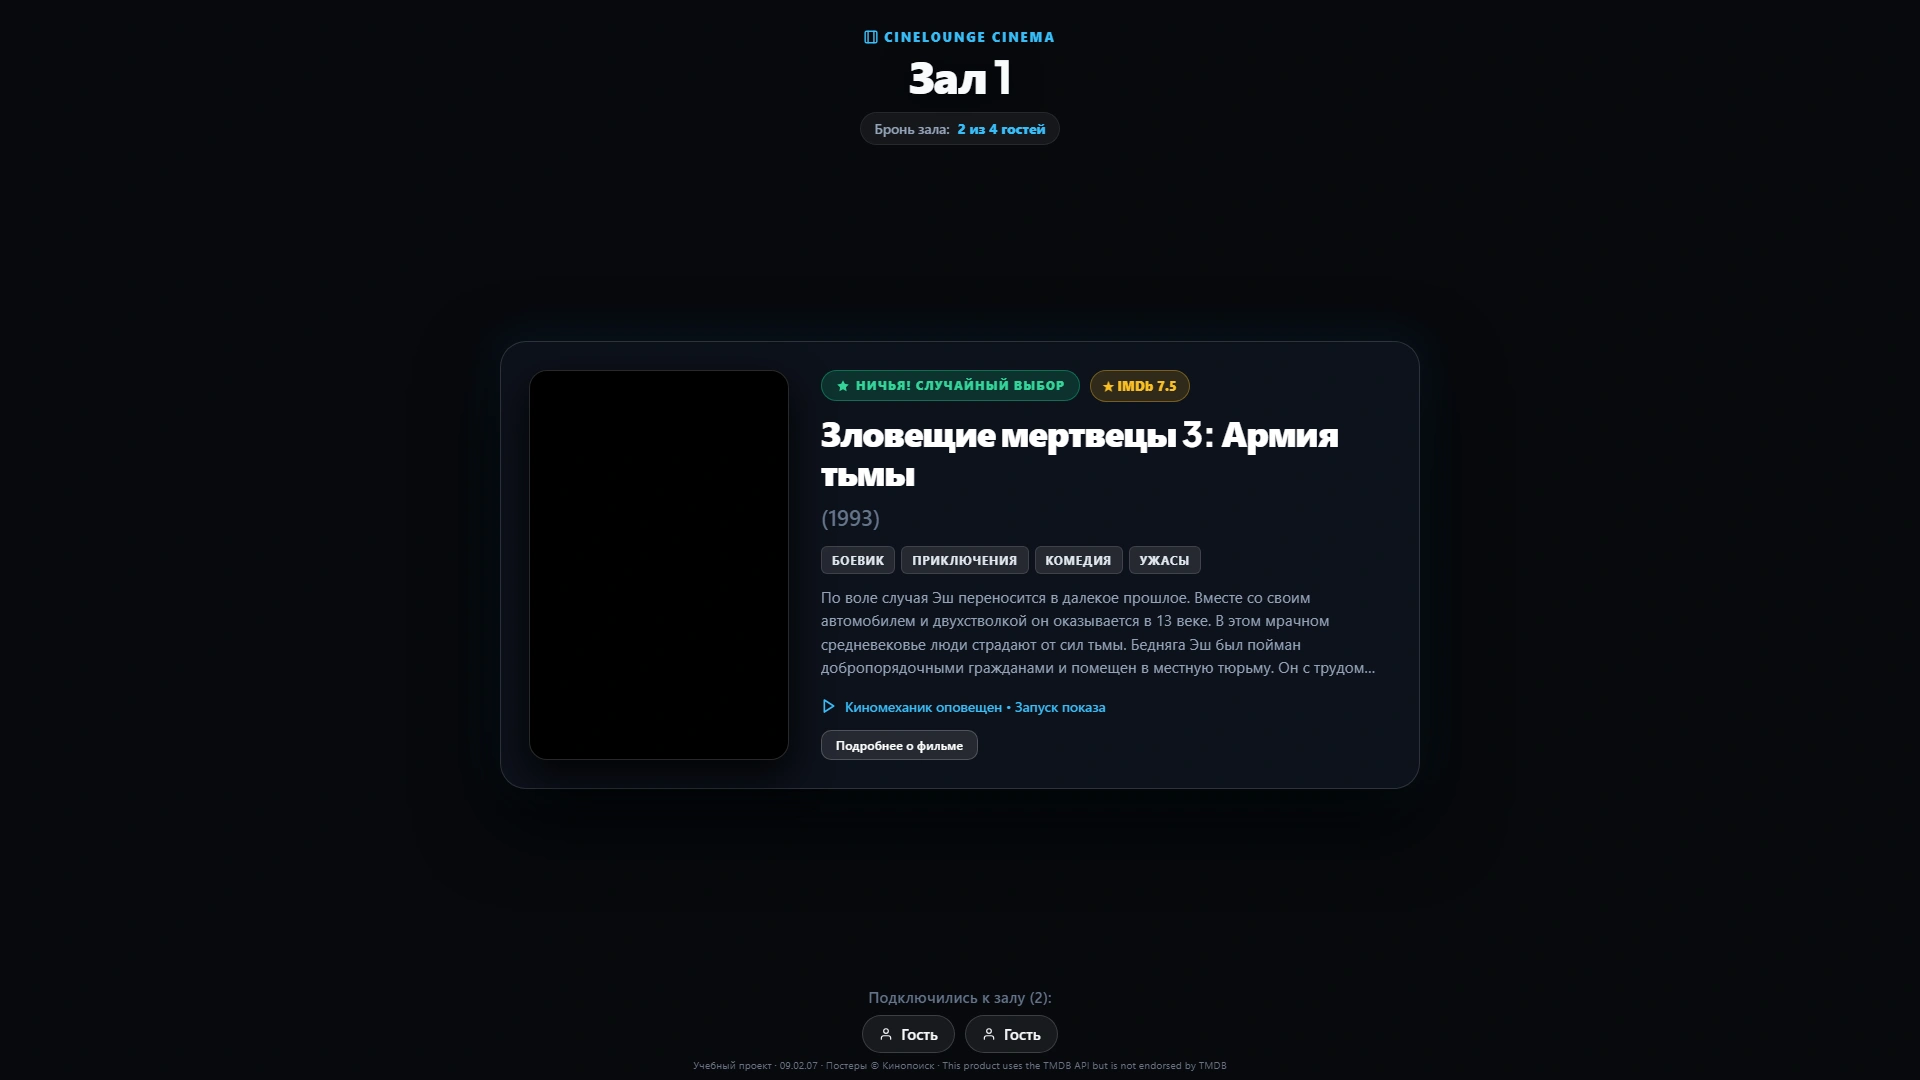 CINELOUNGE CINEMA
Зал 1
Бронь зала: 2 из 4 гостей
НИЧЬЯ! СЛУЧАЙНЫЙ ВЫБОР
IMDb 7.5
Зловещие мертвецы 3: Армия
тьмы
(1993)
БОЕВИК ПРИКЛЮЧЕНИЯ КОМЕДИЯ УЖАСЫ
По воле случая Эш переносится в далекое прошлое. Вместе со своим
автомобилем и двухстволкой он оказывается в 13 веке. В этом мрачном
средневековье люди страдают от сил тьмы. Бедняга Эш был пойман
добропорядочными гражданами и помещен в местную тюрьму. Он с трудом...
Киномеханик оповещен • Запуск показа
Подробнее о фильме
Подключились к залу (2):
Гость Гость
Учебный проект · 09.02.07 · Постеры © Кинопоиск · This product uses the TMDB API but is not endorsed by TMDB